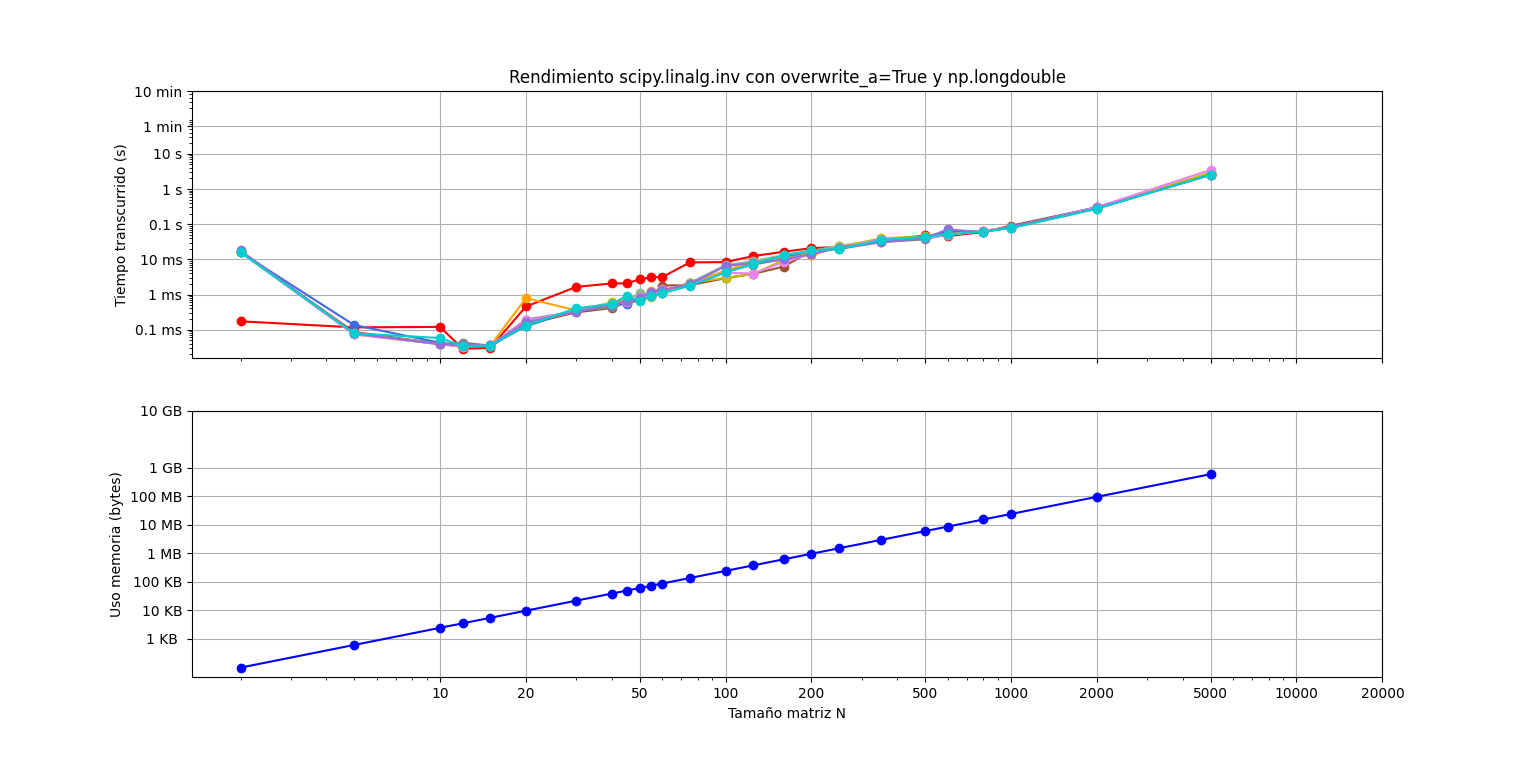 Rendimiento scipy.linalg.inv con overwrite_a=True y np.longdouble
Tiempo transcurrido (s)
10 min
1 min
10 s
1 s
0.1 s
10 ms
1 ms
0.1 ms
Uso memoria (bytes)
10 GB
1 GB
100 MB
10 MB
1 MB
100 KB
10 KB
1 KB
10 20 50 100 200 500 1000 2000 5000 10000 20000
Tamaño matriz N